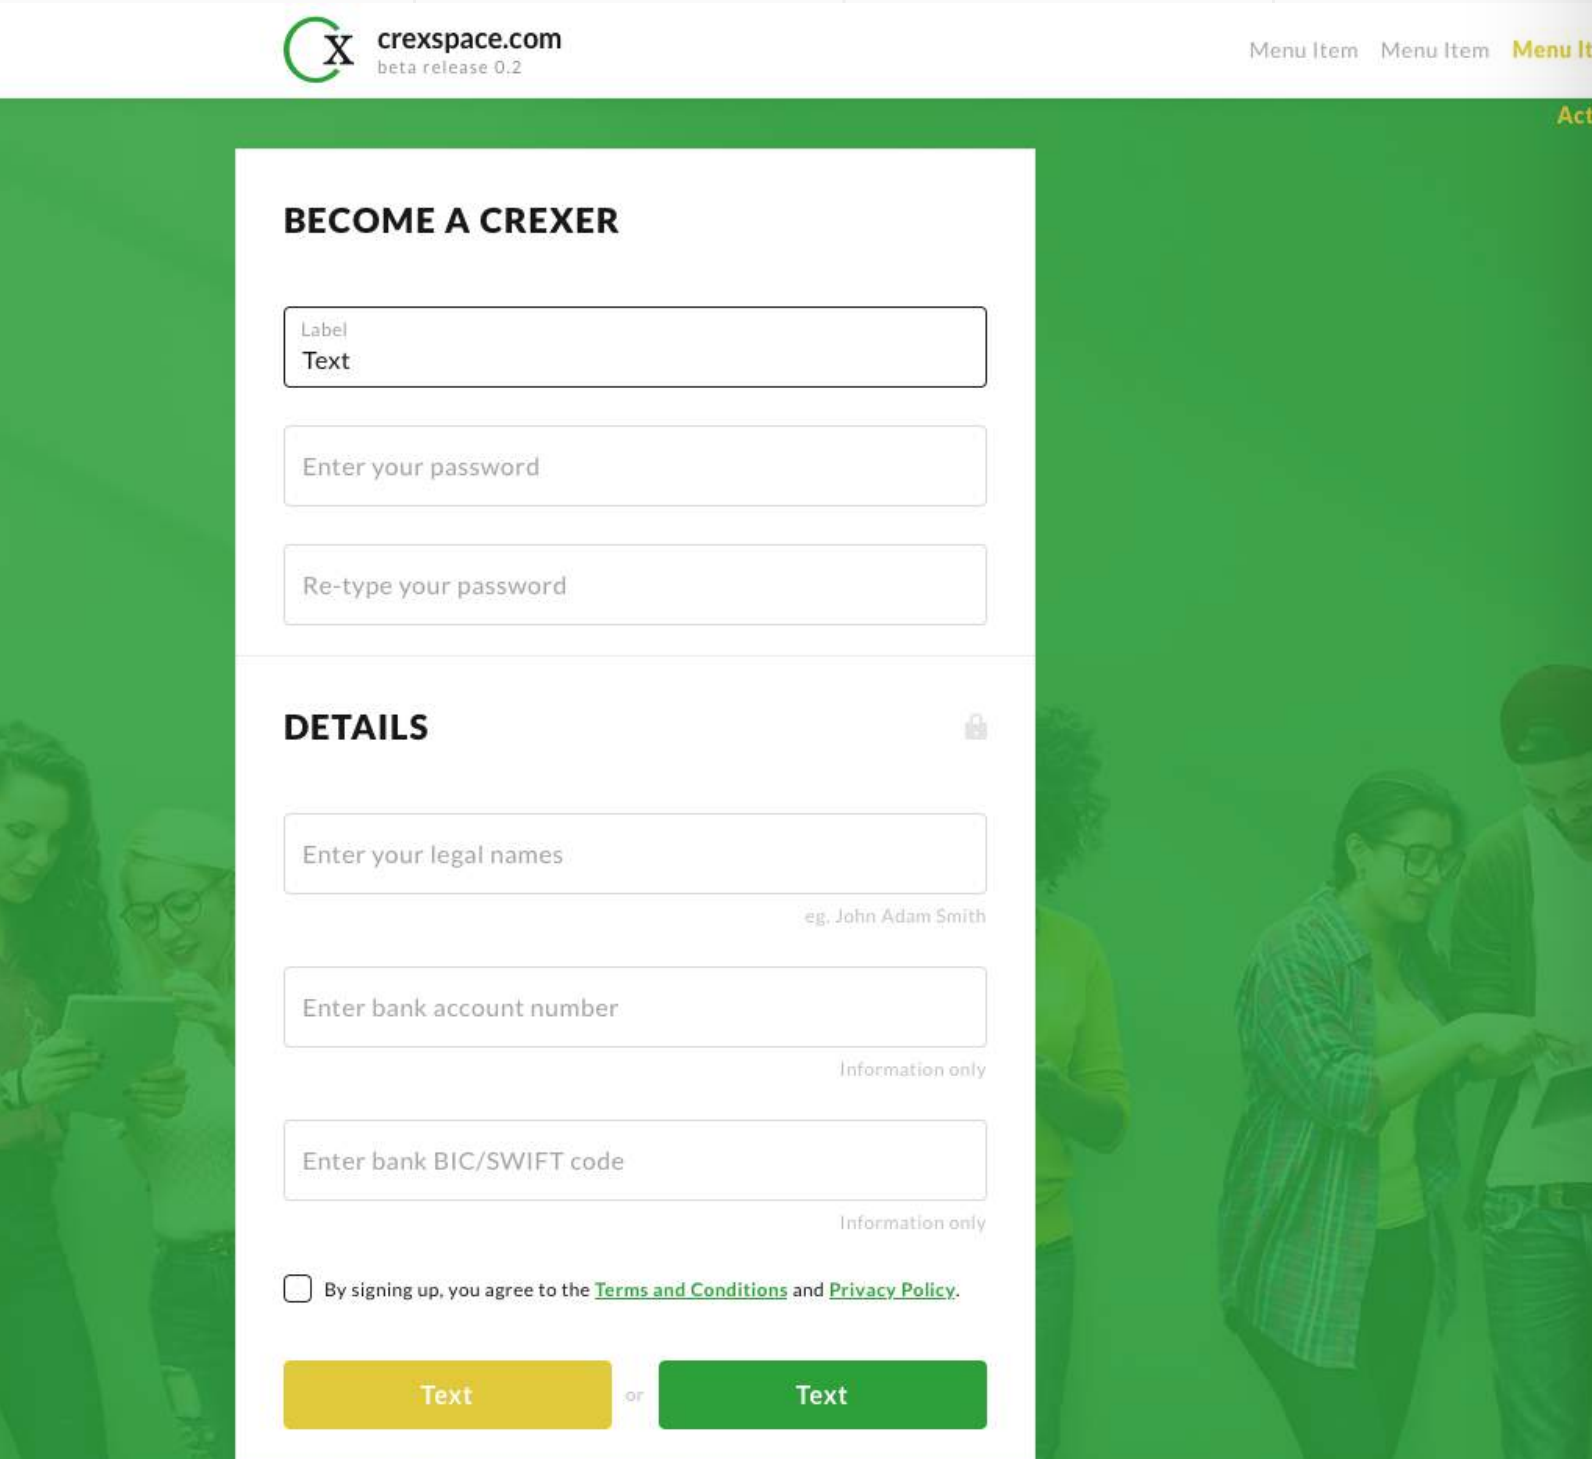 x
crexspace.com
beta release 0.2
Menu Item Menu Item Menu It
Act
BECOME A CREXER
Label
Text
Enter your password
Re-type your password
DETAILS
Enter your legal names
eg. John Adam Smith
Enter bank account number
Information only
Enter bank BIC/SWIFT code
Information only
By signing up, you agree to the Terms and Conditions and Privacy Policy.
Text or Text